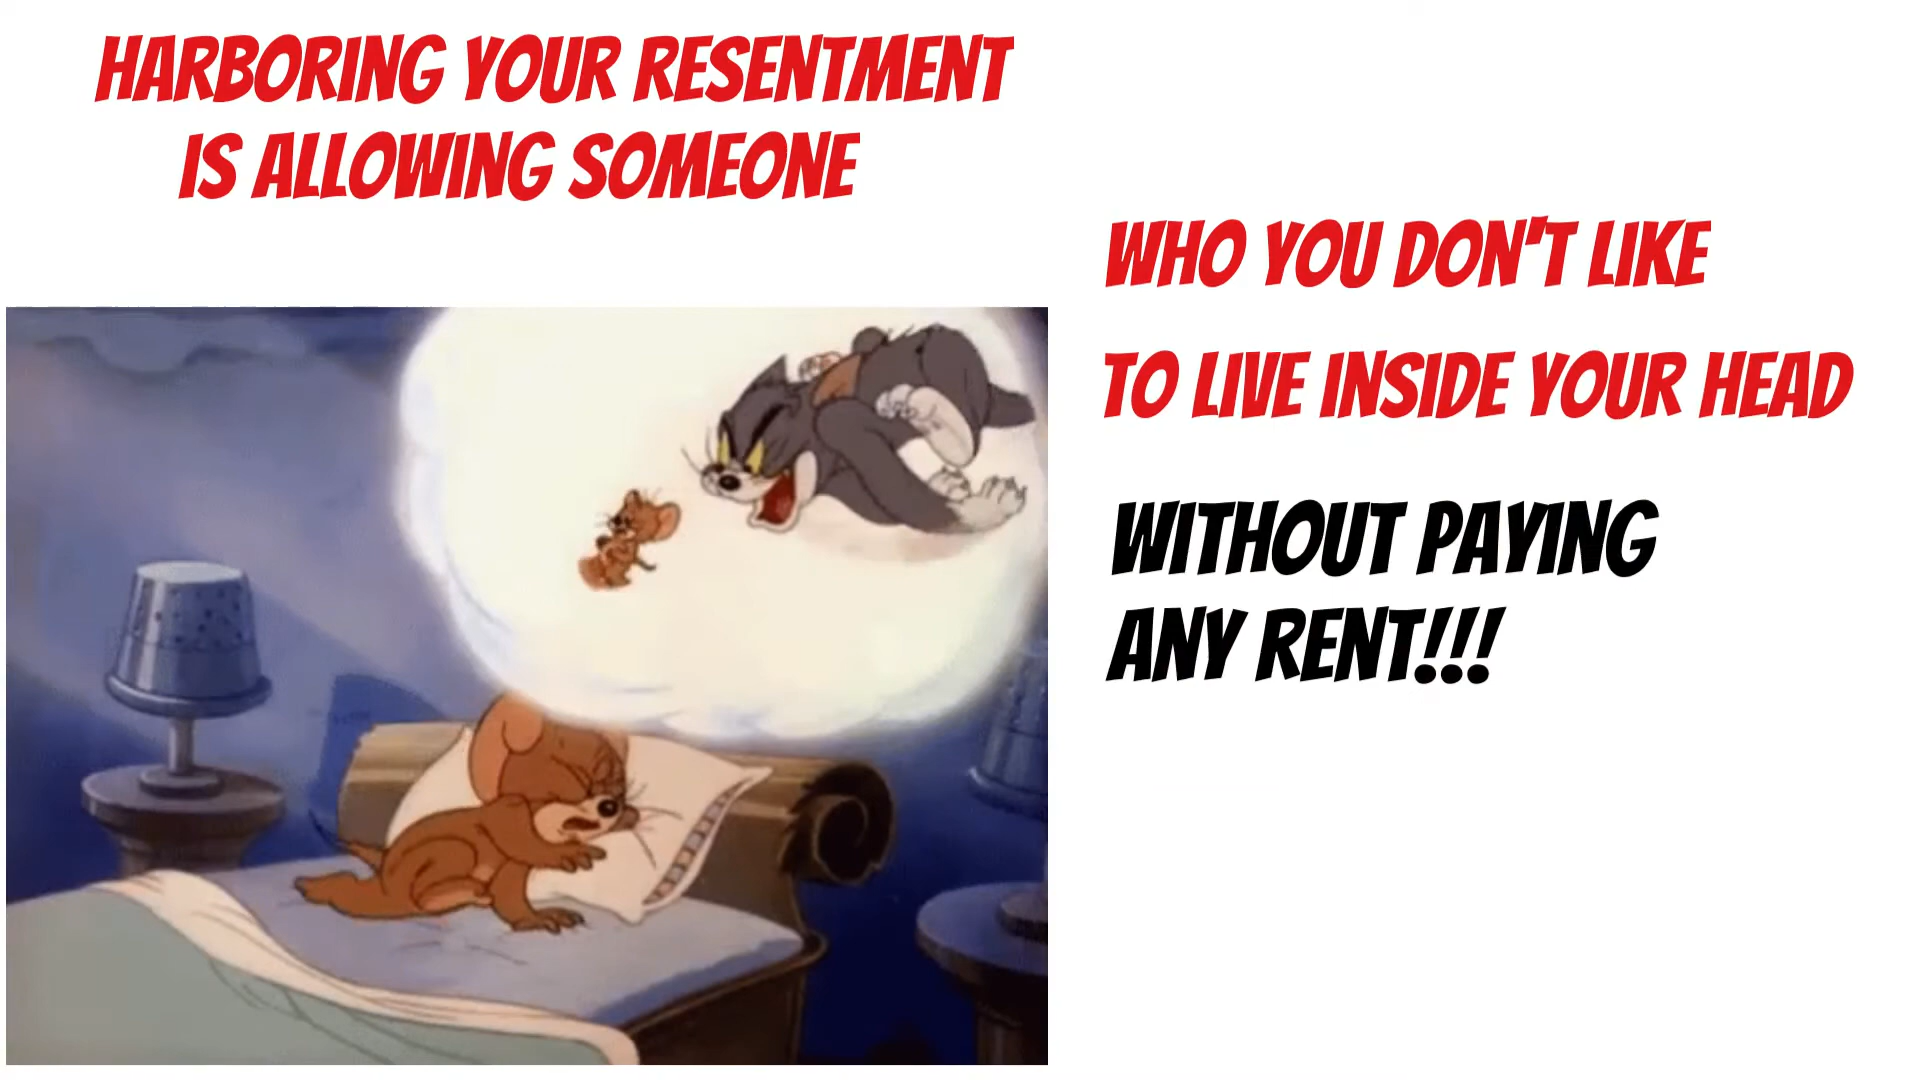 HARBORING YOUR RESENTMENT
IS ALLOWING SOMEONE
WHO YOU DON'T LIKE
TO LIVE INSIDE YOUR HEAD
WITHOUT PAYING
ANY RENT!!!